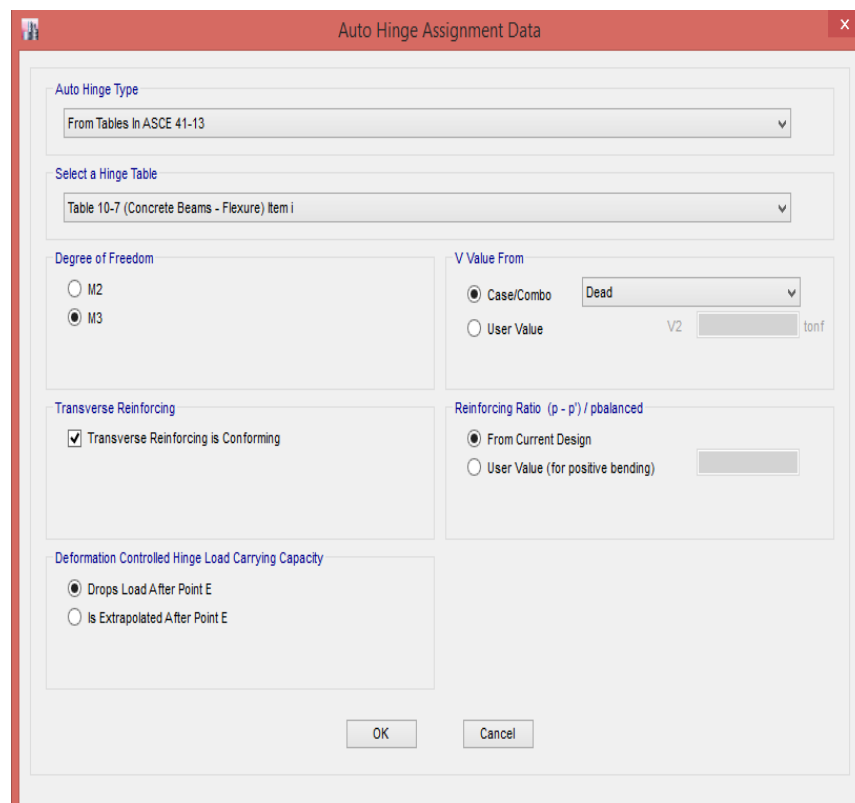 Auto Hinge Assignment Data
x
Auto Hinge Type
From Tables In ASCE 41-13
Select a Hinge Table
Table 10-7 (Concrete Beams - Flexure) Item i
Degree of Freedom
M2
M3
V Value From
Case/Combo Dead
User Value V2 tonf
Transverse Reinforcing
Transverse Reinforcing is Conforming
Reinforcing Ratio (p - p') / pbalanced
From Current Design
User Value (for positive bending)
Deformation Controlled Hinge Load Carrying Capacity
Drops Load After Point E
Is Extrapolated After Point E
OK Cancel